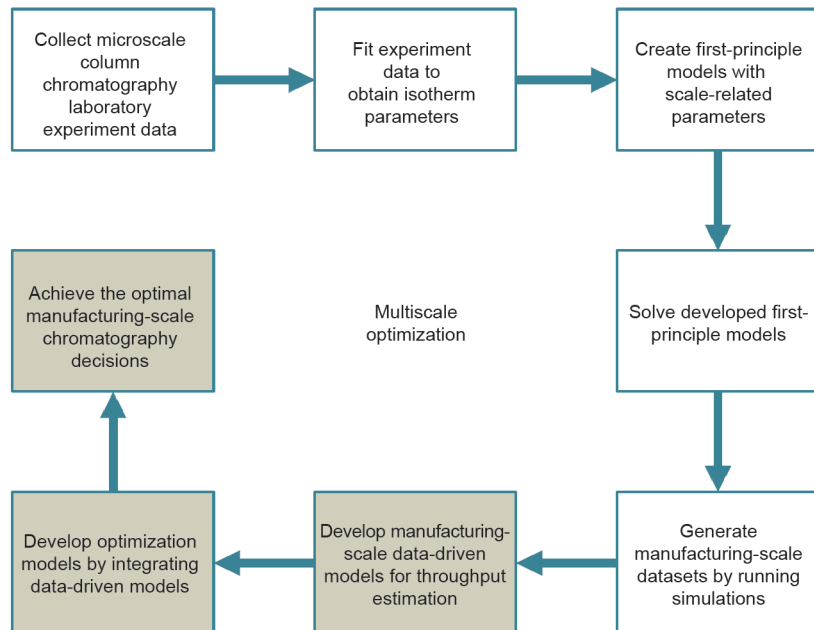 Collect microscale
column
chromatography
laboratory
experiment data
Fit experiment
data to
obtain isotherm
parameters
Create first-principle
models with
scale-related
parameters
Achieve the optimal
manufacturing-scale
chromatography
decisions
Multiscale
optimization
Solve developed first-
principle models
Develop optimization
models by integrating
data-driven models
Develop manufacturing-
scale data-driven
models for throughput
estimation
Generate
manufacturing-scale
datasets by running
simulations